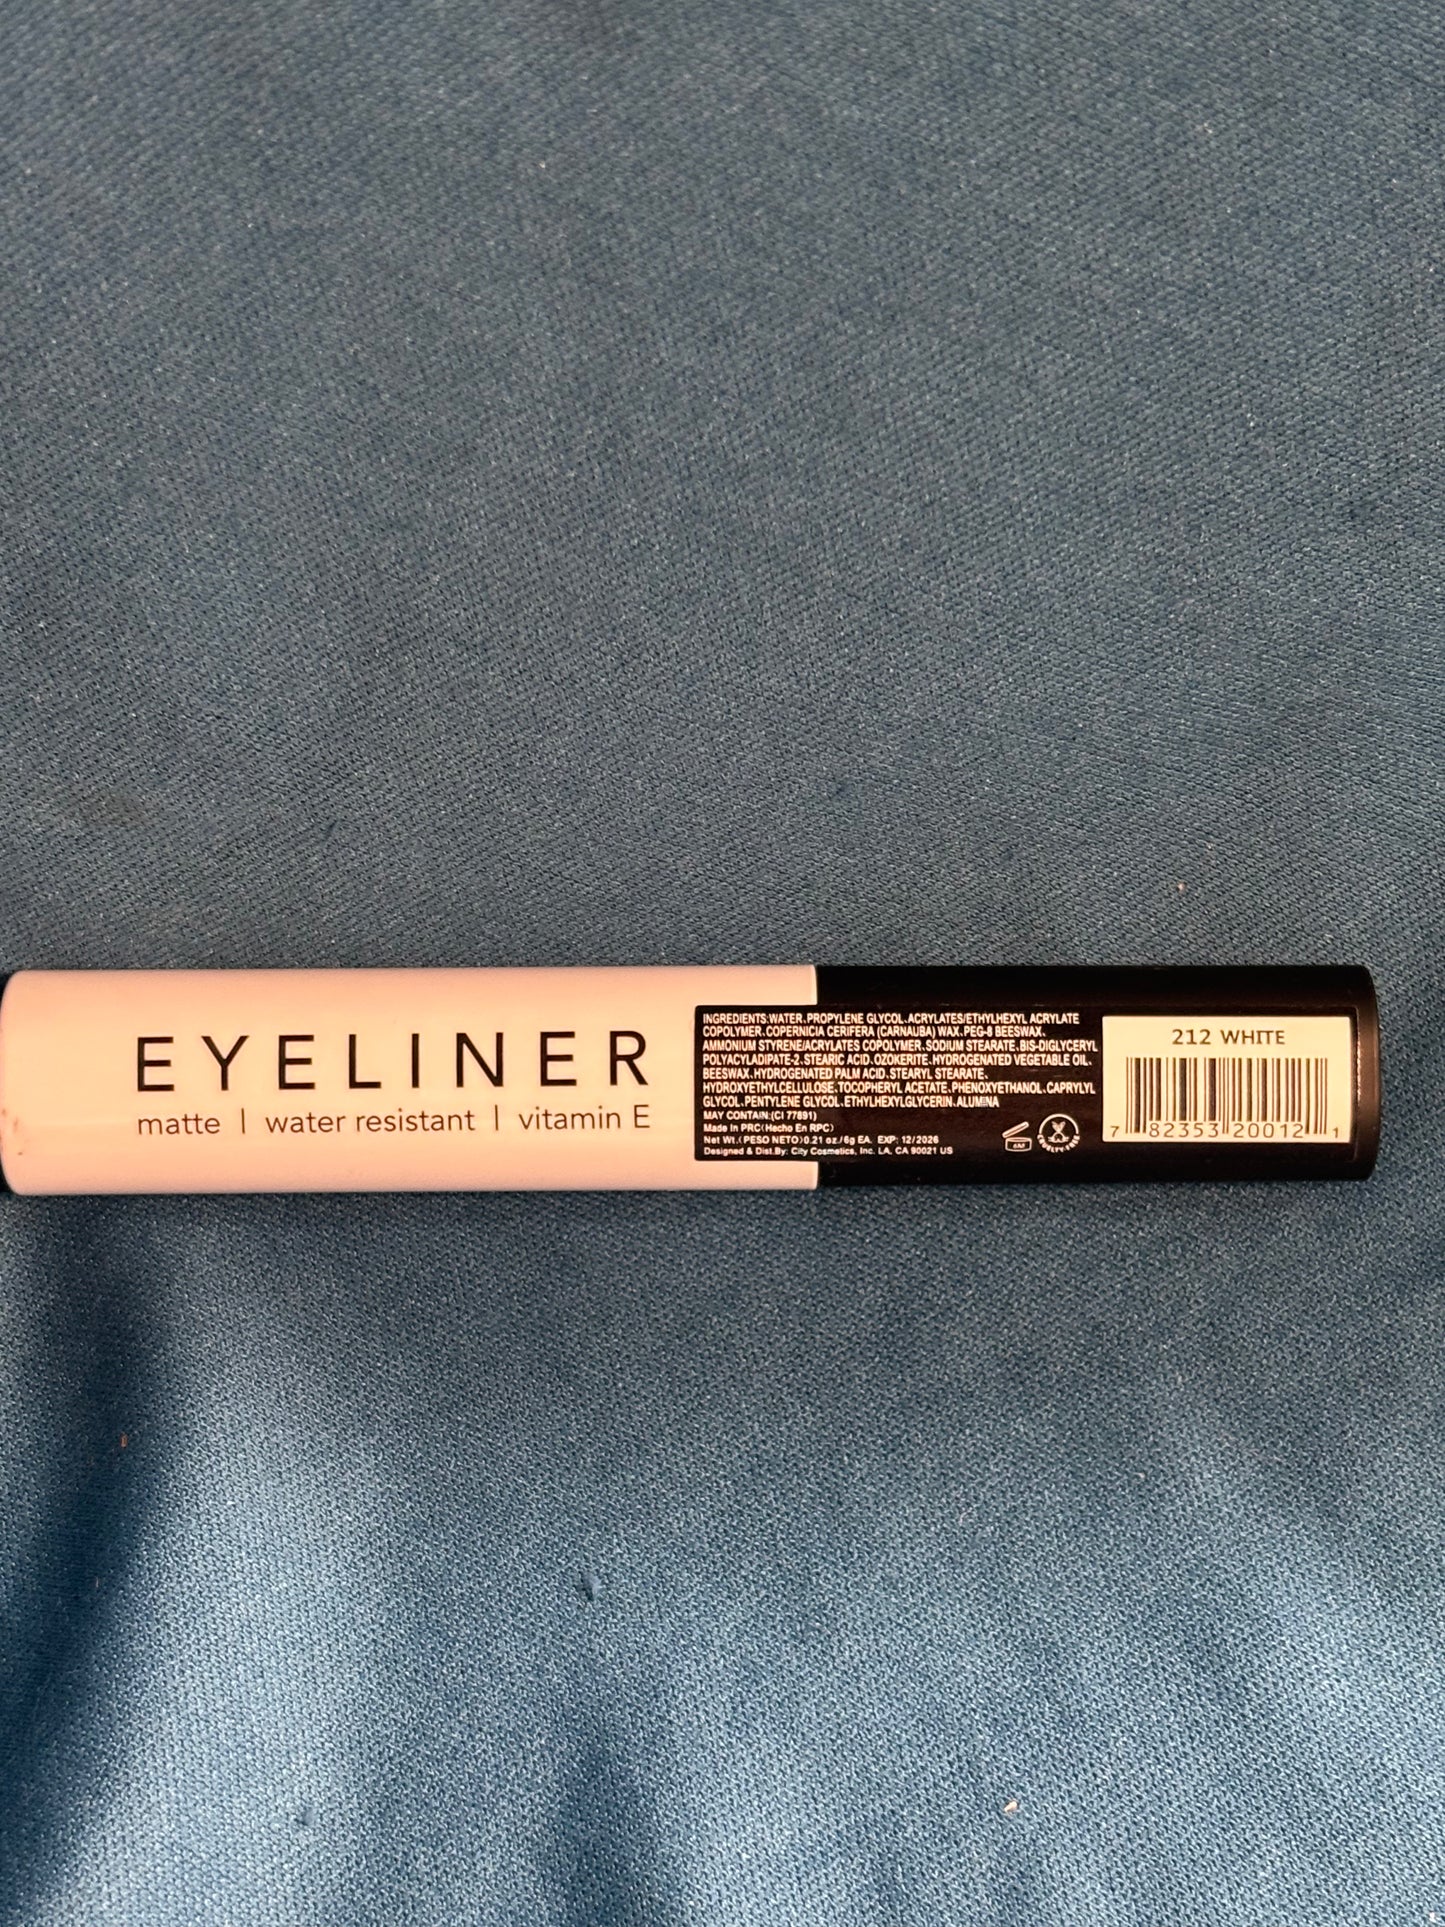 EYELINER
matte | water resistant | vitamin E
INGREDIENTS:WATER、PROPYLENE GLYCOL、ACRYLATES/ETHYLHEXYL ACRYLATE
COPOLYMER、COPERNICIA CERIFERA (CARNAUBA) WAX、PEG-8 BEESWAX、
AMMONIUM STYRENE/ACRYLATES COPOLYMER、SODIUM STEARATE、BIS-DIGLYCERYL
POLYACYLADIPATE-2、STEARIC ACID、OZOKERITE、HYDROGENATED VEGETABLE OIL、
BEESWAX、HYDROGENATED PALM ACID、STEARYL STEARATE、
HYDROXYETHYLCELLULOSE、TOCOPHERYL ACETATE、PHENOXYETHANOL、CAPRYLYL
GLYCOL、PENTYLENE GLYCOL、ETHYLHEXYLGLYCERIN、ALUMINA
MAY CONTAIN:(CI 77891)
Made In PRC(Hecho En RPC)
Net Wt.(PESO NETO)0.21 oz./6g EA. EXP: 12/2026
Designed & Dist.By: City Cosmetics, Inc. LA, CA 90021 US
CRUELTY-FREE
212 WHITE
7 82353 20012 1